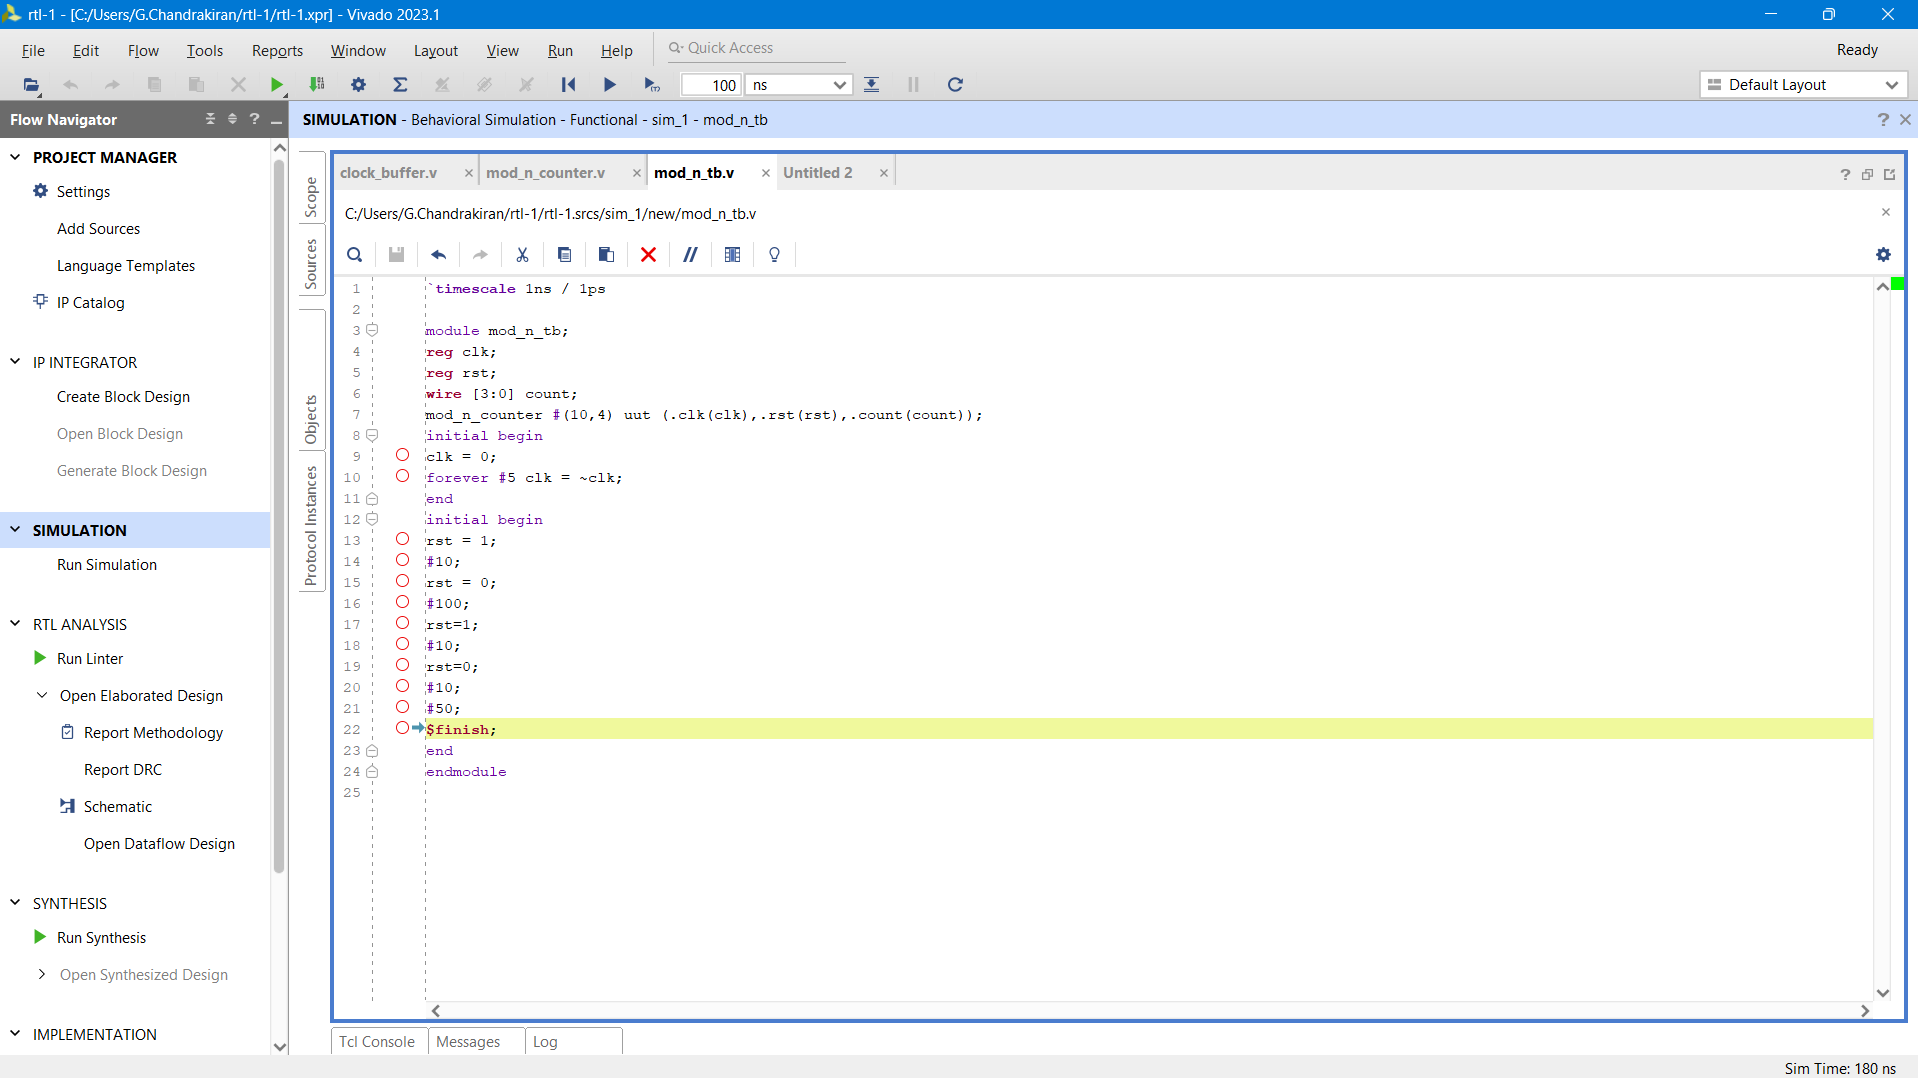 rtl-1 - [C:/Users/G.Chandrakiran/rtl-1/rtl-1.xpr] - Vivado 2023.1
File Edit Flow Tools Reports Window Layout View Run Help Quick Access Ready
100 ns Default Layout
Flow Navigator
SIMULATION - Behavioral Simulation - Functional - sim_1 - mod_n_tb
PROJECT MANAGER
Settings
Add Sources
Language Templates
IP Catalog
IP INTEGRATOR
Create Block Design
Open Block Design
Generate Block Design
SIMULATION
Run Simulation
RTL ANALYSIS
Run Linter
Open Elaborated Design
Report Methodology
Report DRC
Schematic
Open Dataflow Design
SYNTHESIS
Run Synthesis
Open Synthesized Design
IMPLEMENTATION
Scope
Sources
Objects
Protocol Instances
clock_buffer.v mod_n_counter.v mod_n_tb.v Untitled 2
C:/Users/G.Chandrakiran/rtl-1/rtl-1.srcs/sim_1/new/mod_n_tb.v
1 `timescale 1ns / 1ps
2
3 module mod_n_tb;
4 reg clk;
5 reg rst;
6 wire [3:0] count;
7 mod_n_counter #(10,4) uut (.clk(clk),.rst(rst),.count(count));
8 initial begin
9 clk = 0;
10 forever #5 clk = ~clk;
11 end
12 initial begin
13 rst = 1;
14 #10;
15 rst = 0;
16 #100;
17 rst=1;
18 #10;
19 rst=0;
20 #10;
21 #50;
22 $finish;
23 end
24 endmodule
25
Tcl Console Messages Log
Sim Time: 180 ns